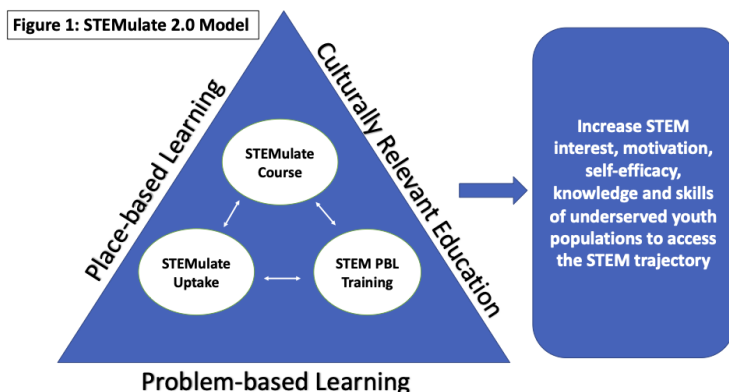 Figure 1: STEMulate 2.0 Model
Place-based Learning
Culturally Relevant Education
STEMulate
Course
STEMulate
Uptake
STEM PBL
Training
Problem-based Learning
Increase STEM
interest, motivation,
self-efficacy,
knowledge and skills
of underserved youth
populations to access
the STEM trajectory